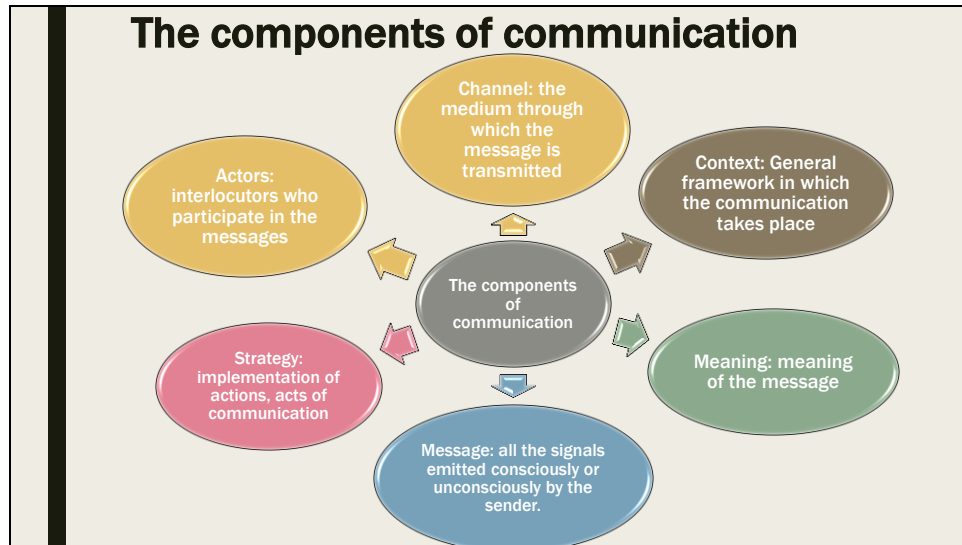 The components of communication
Channel: the
medium through
which the
message is
transmitted
Context: General
framework in which
the communication
takes place
Meaning: meaning
of the message
Message: all the signals
emitted consciously or
unconsciously by the
sender.
Strategy:
implementation of
actions, acts of
communication
Actors:
interlocutors who
participate in the
messages
The components
of
communication